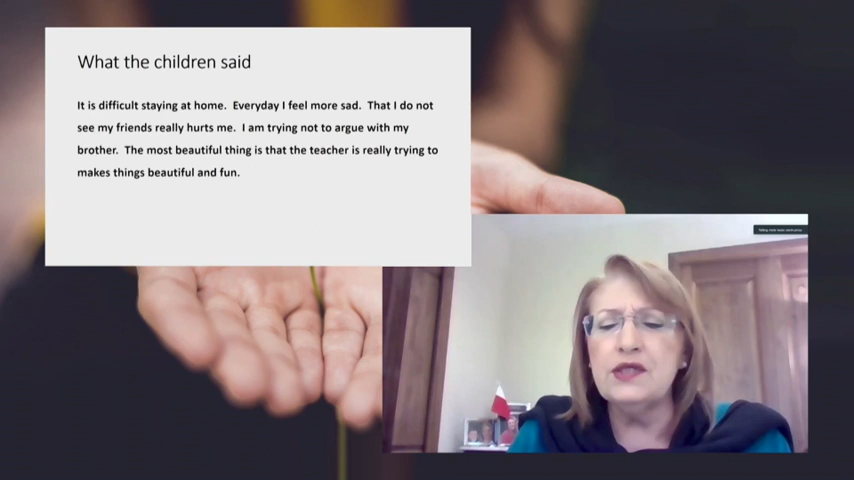 What the children said
It is difficult staying at home. Everyday I feel more sad. That I do not
see my friends really hurts me. I am trying not to argue with my
brother. The most beautiful thing is that the teacher is really trying to
makes things beautiful and fun.